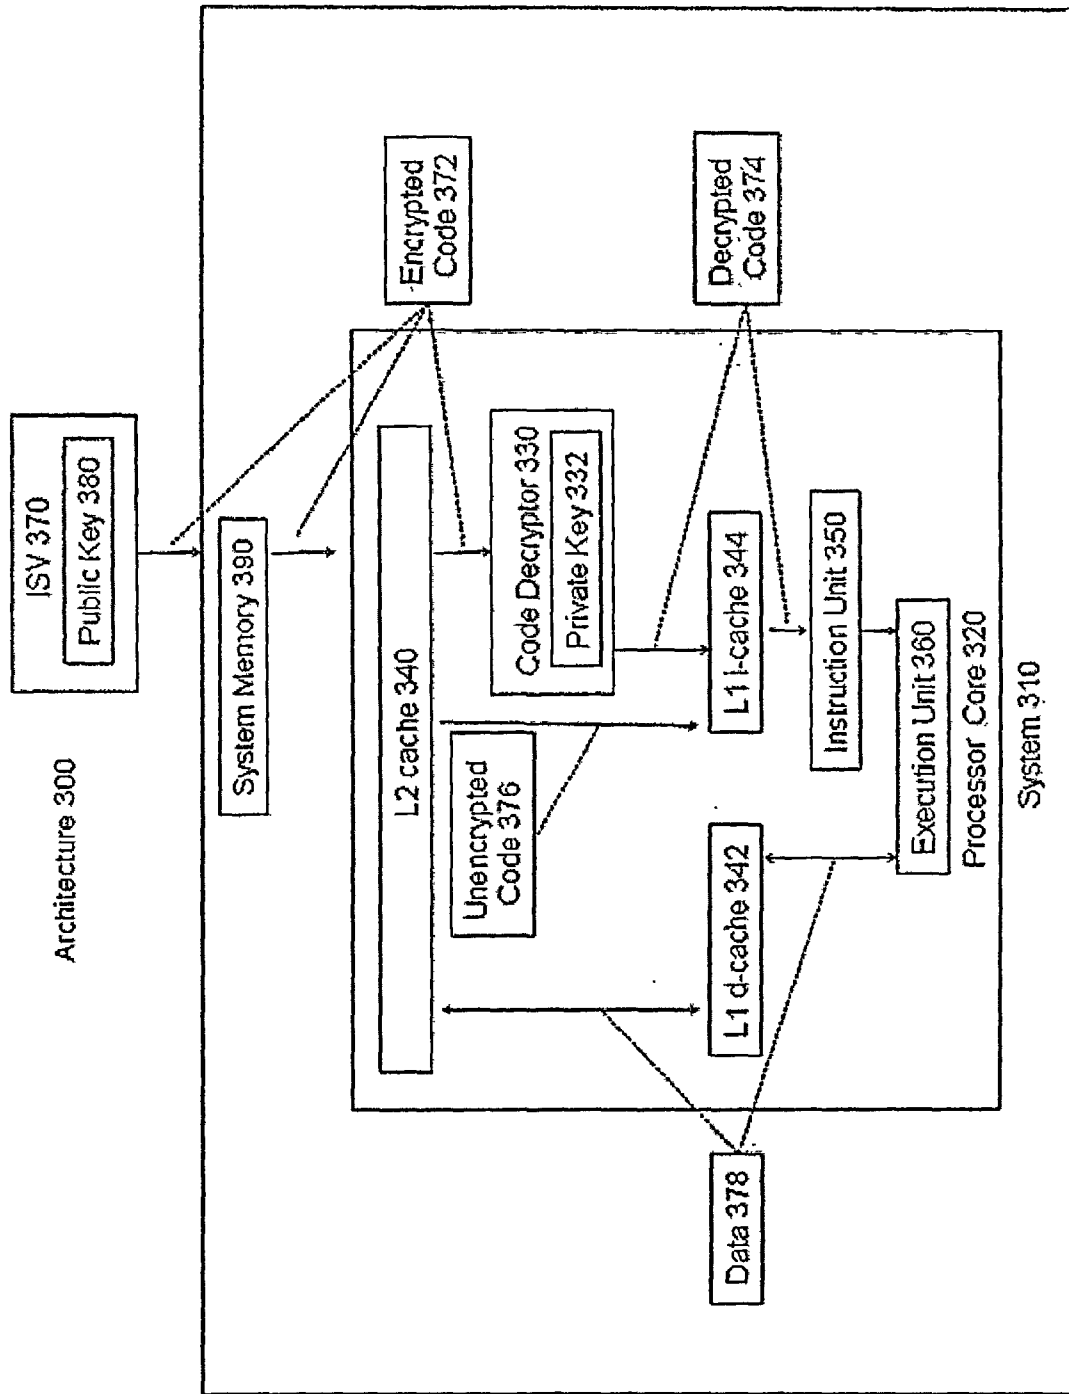 Architecture 300
ISV 370
Public Key 380
System Memory 390
L2 cache 340
Encrypted
Code 372
Unencrypted
Code 376
Code Decryptor 330
Private Key 332
Decrypted
Code 374
Data 378
L1 d-cache 342
L1 I-cache 344
Instruction Unit 350
Execution Unit 360
Processor Core 320
System 310